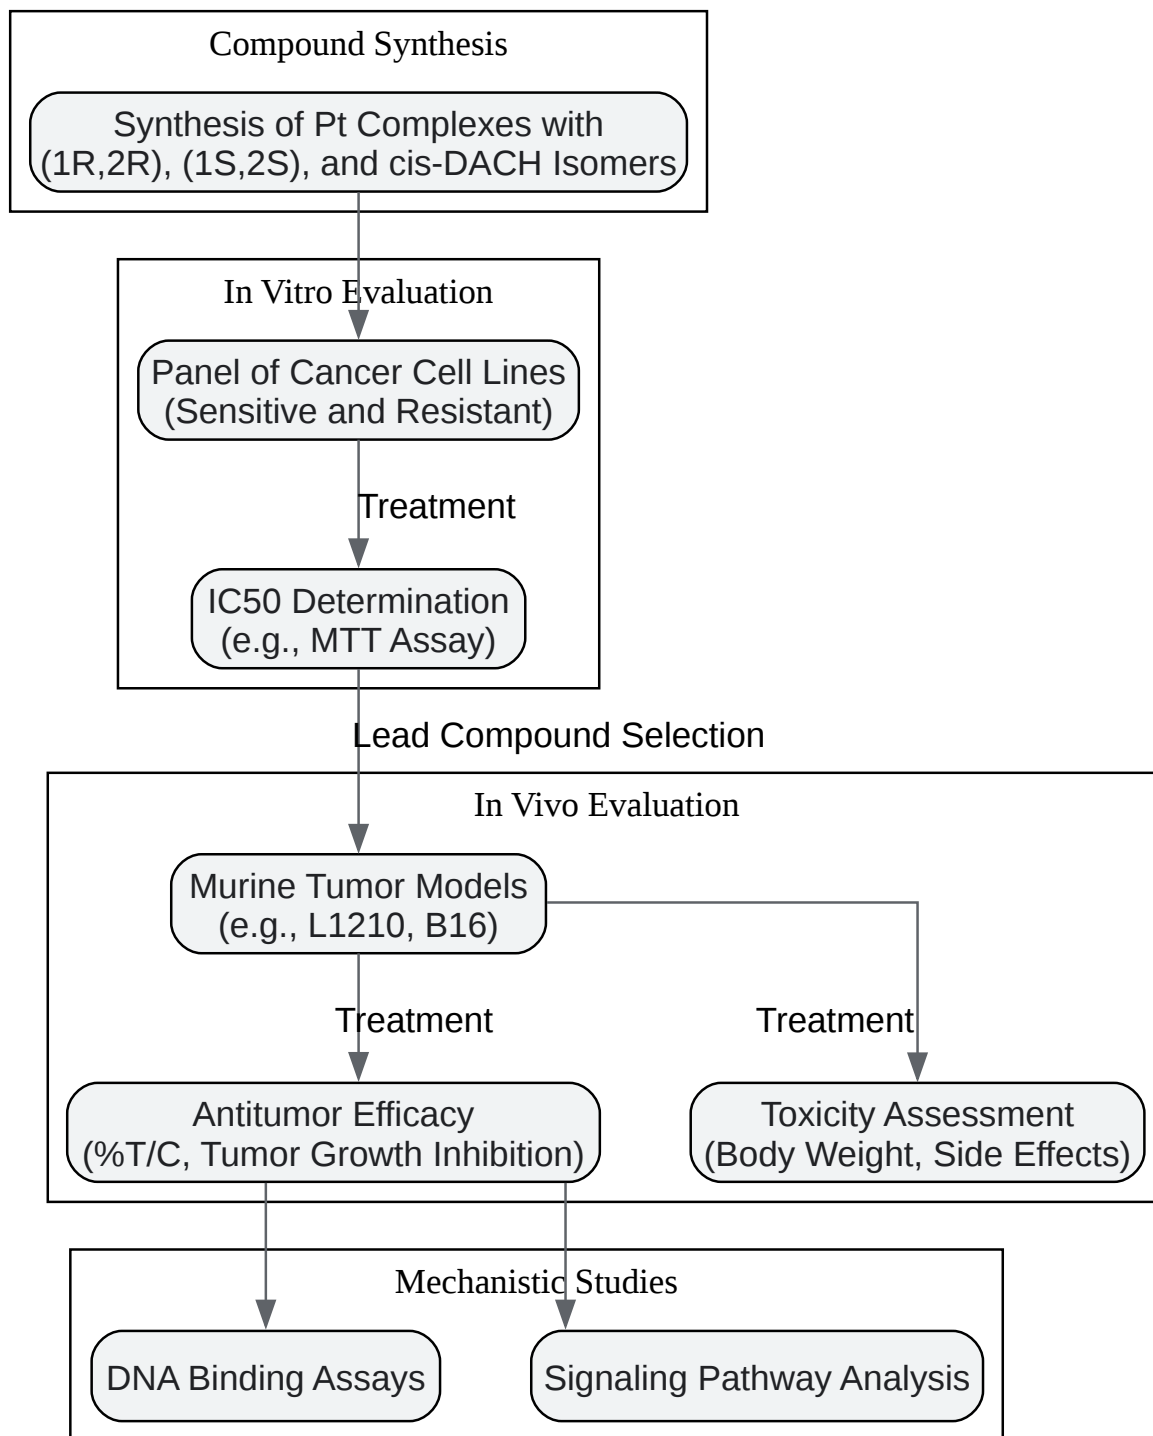 Compound Synthesis
Synthesis of Pt Complexes with
(1R,2R), (1S,2S), and cis-DACH Isomers
In Vitro Evaluation
Panel of Cancer Cell Lines
(Sensitive and Resistant)
Treatment
IC50 Determination
(e.g., MTT Assay)
Lead Compound Selection
In Vivo Evaluation
Murine Tumor Models
(e.g., L1210, B16)
Treatment
Treatment
Antitumor Efficacy
(%T/C, Tumor Growth Inhibition)
Toxicity Assessment
(Body Weight, Side Effects)
Mechanistic Studies
DNA Binding Assays
Signaling Pathway Analysis